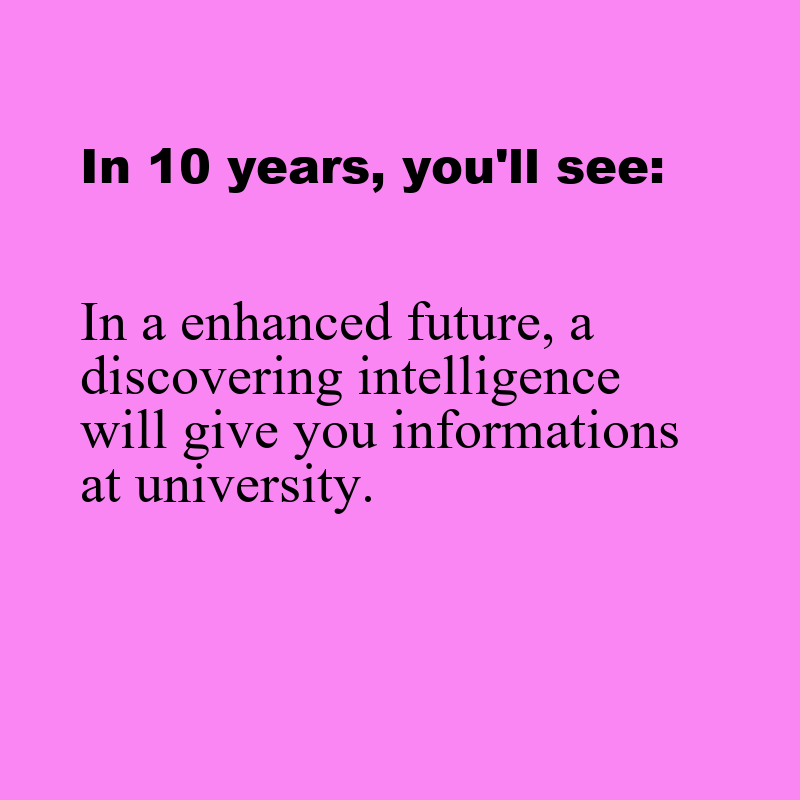 In 10 years, you'll see:
In a enhanced future, a
discovering intelligence
will give you informations
at university.